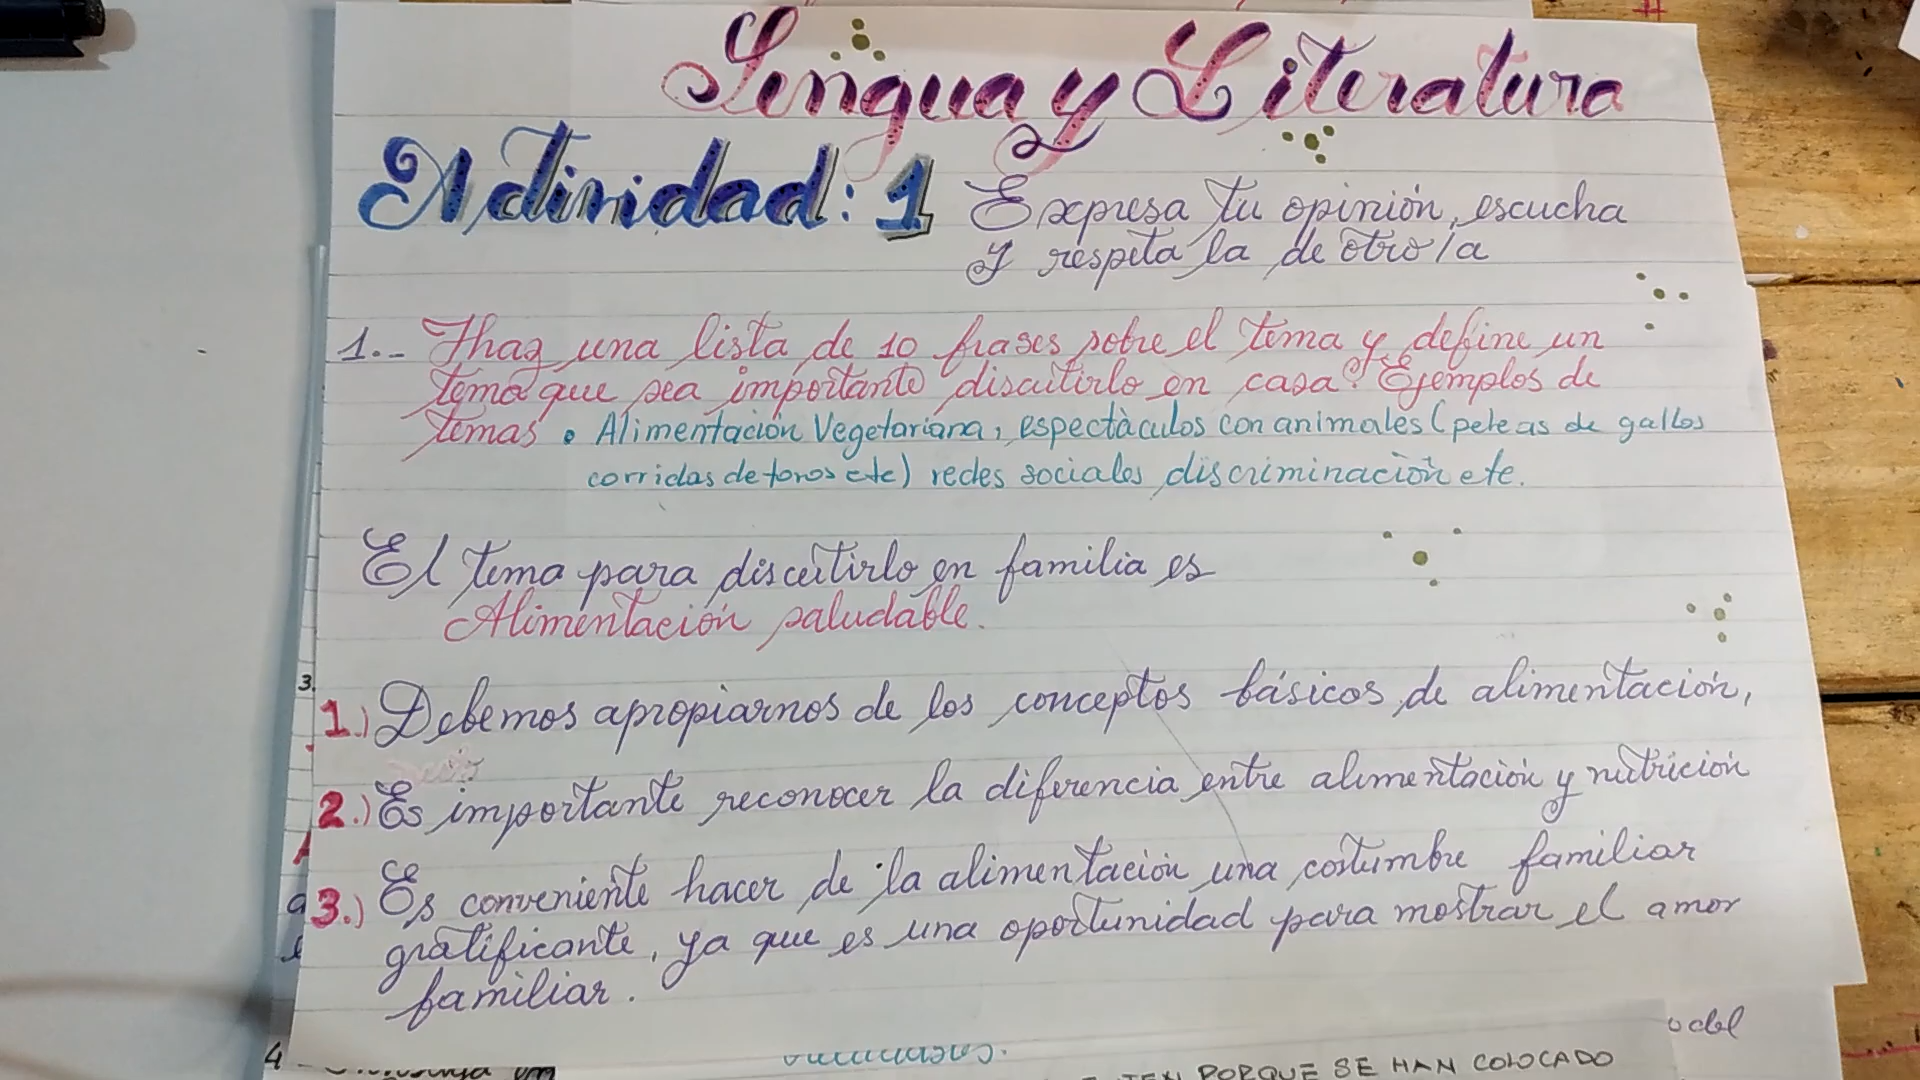 Lengua y Literatura
Actividad: 1 Expresa tu opinión, escucha
y respeta la de otro/a
1.- Haz una lista de 10 frases sobre el tema y define un
tema que sea importante discutirlo en casa. Ejemplos de
temas • Alimentación Vegetariana, espectàculos con animales (peleas de gallos
corridas de toros etc) redes sociales discriminación etc.
El tema para discutirlo en familia es
Alimentación saludable.
1.) Debemos apropiarnos de los conceptos básicos de alimentación,
2.) Es importante reconocer la diferencia entre alimentación y nutrición
3.) Es conveniente hacer de la alimentación una costumbre familiar
gratificante, ya que es una oportunidad para mostrar el amor
familiar.
3.
4
PORQUE SE HAN COLOCADO